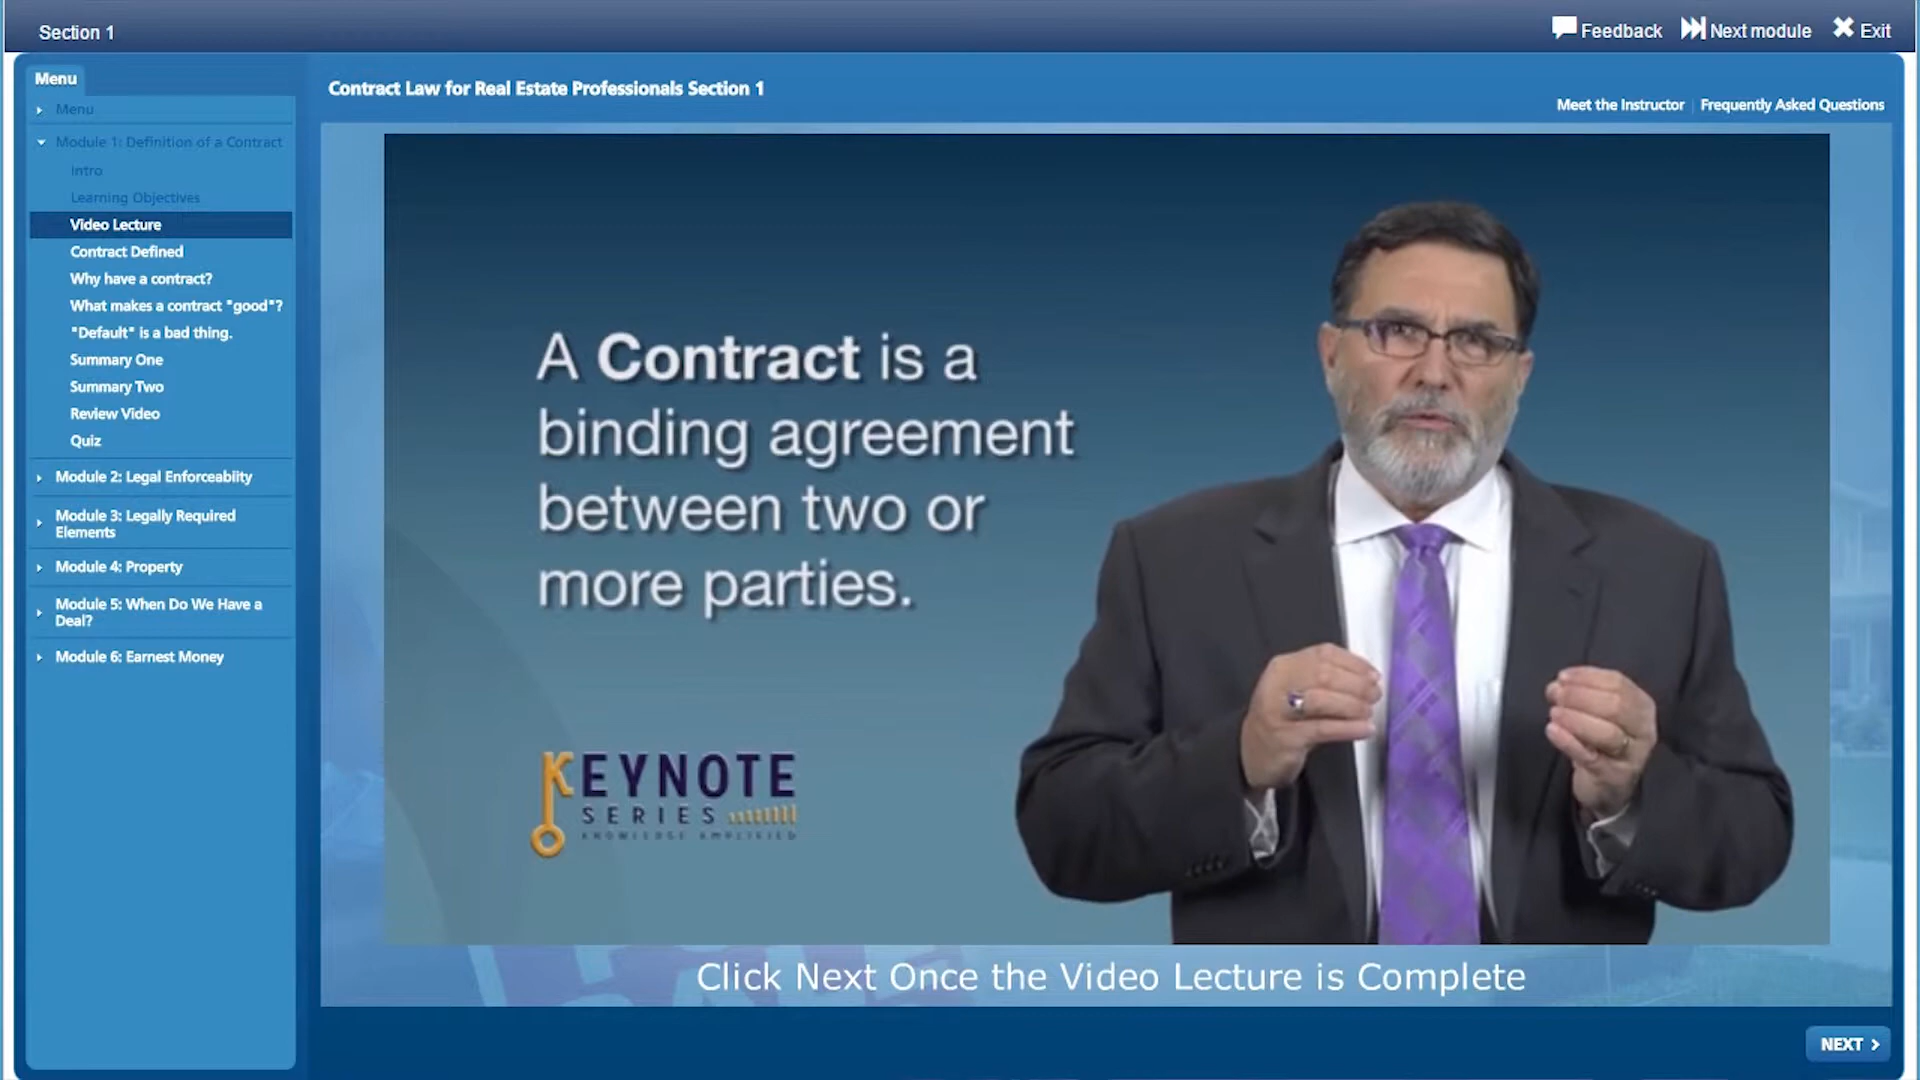 Section 1
Feedback
Next module
Exit
Menu
Contract Law for Real Estate Professionals Section 1
Meet the Instructor
Frequently Asked Questions
Menu
Module 1: Definition of a Contract
Intro
Learning Objectives
Video Lecture
Contract Defined
Why have a contract?
What makes a contract "good"?
"Default" is a bad thing.
Summary One
Summary Two
Review Video
Quiz
Module 2: Legal Enforceabiity
Module 3: Legally Required
Elements
Module 4: Property
Module 5: When Do We Have a
Deal?
Module 6: Earnest Money
A Contract is a
binding agreement
between two or
more parties.
KEYNOTE
SERIES
KNOWLEDGE AMPLIFIED
Click Next Once the Video Lecture is Complete
NEXT